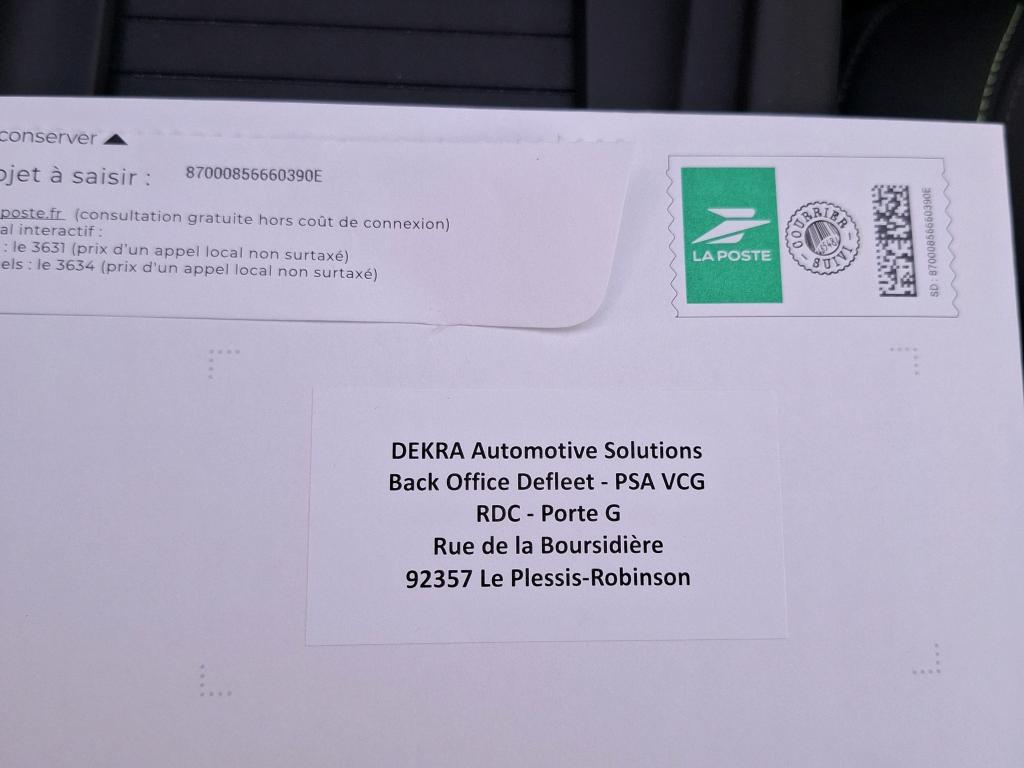 conserver ▲
ojet à saisir : 87000856660390E
poste.fr (consultation gratuite hors coût de connexion)
al interactif :
: le 3631 (prix d'un appel local non surtaxé)
els : le 3634 (prix d'un appel local non surtaxé)
LA POSTE
COURRIER
SUIVI
SD : 87000856660390E
DEKRA Automotive Solutions
Back Office Defleet - PSA VCG
RDC - Porte G
Rue de la Boursidière
92357 Le Plessis-Robinson